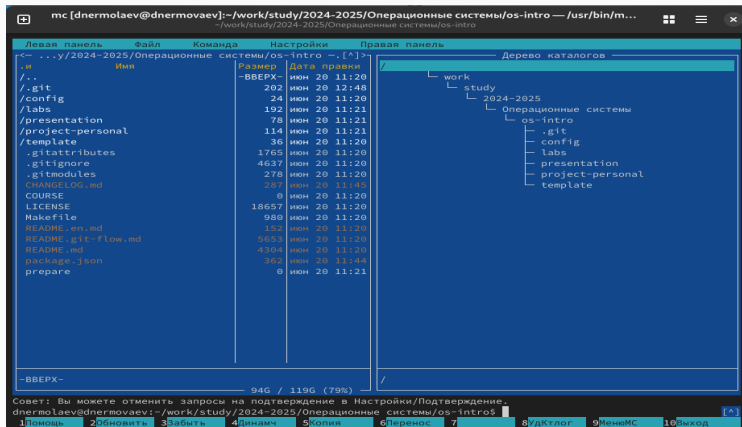 mc [dnermolaev@dnermovaev]:~/work/study/2024-2025/Операционные системы/os-intro — /usr/bin/m...
~/work/study/2024-2025/Операционные системы/os-intro
Левая панель Файл Команда Настройки Правая панель
<— ...y/2024-2025/Операционные системы/os-intro —.[^]>
.и Имя Размер Дата правки
/.. -ВВЕРХ- июн 20 11:20
/.git 202 июн 20 12:48
/config 24 июн 20 11:20
/labs 192 июн 20 11:21
/presentation 78 июн 20 11:21
/project-personal 114 июн 20 11:21
/template 36 июн 20 11:20
.gitattributes 1765 июн 20 11:20
.gitignore 4637 июн 20 11:20
.gitmodules 278 июн 20 11:20
CHANGELOG.md 287 июн 20 11:45
COURSE 0 июн 20 11:20
LICENSE 18657 июн 20 11:20
Makefile 980 июн 20 11:20
README.en.md 152 июн 20 11:20
README.git-flow.md 5653 июн 20 11:20
README.md 4304 июн 20 11:20
package.json 362 июн 20 11:44
prepare 0 июн 20 11:21
-ВВЕРХ-
94G / 119G (79%)
Дерево каталогов
/
work
study
2024-2025
Операционные системы
os-intro
.git
config
labs
presentation
project-personal
template
/
Совет: Вы можете отменить запросы на подтверждение в Настройки/Подтверждение.
dnermolaev@dnermovaev:~/work/study/2024-2025/Операционные системы/os-intro$ [^]
1Помощь 2Обновить 3Забыть 4Динамч 5Копия 6Перенос 7 8УдКтлог 9МенюМС 10Выход